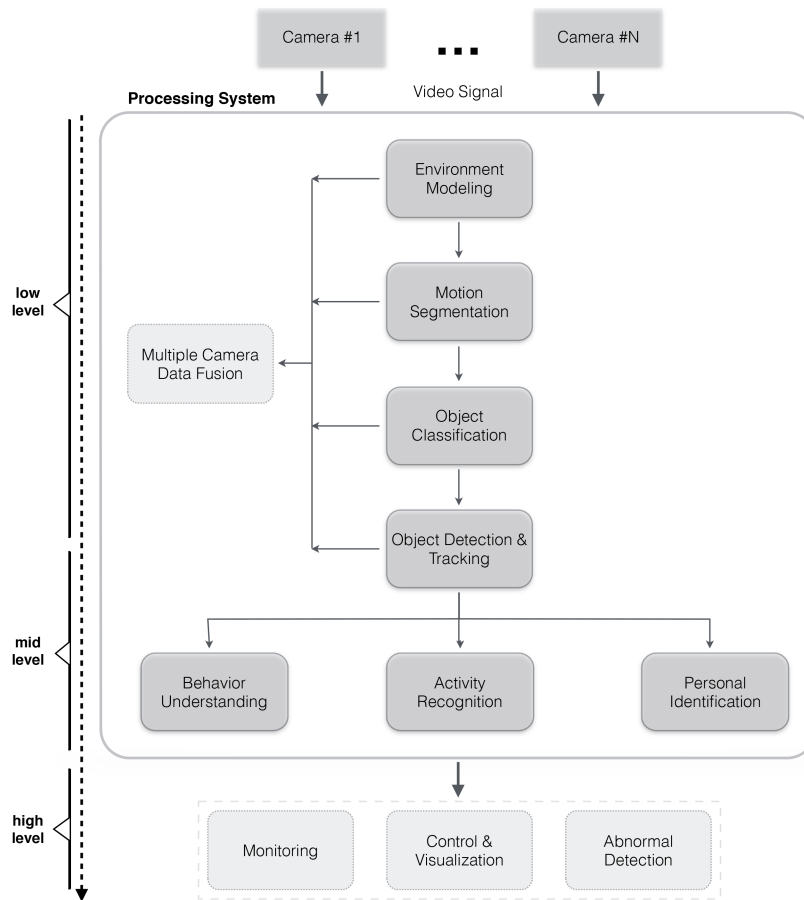 Camera #1
...
Camera #N
Video Signal
Processing System
Environment
Modeling
low
level
Motion
Segmentation
Multiple Camera
Data Fusion
Object
Classification
Object Detection &
Tracking
mid
level
Behavior
Understanding
Activity
Recognition
Personal
Identification
high
level
Monitoring
Control &
Visualization
Abnormal
Detection